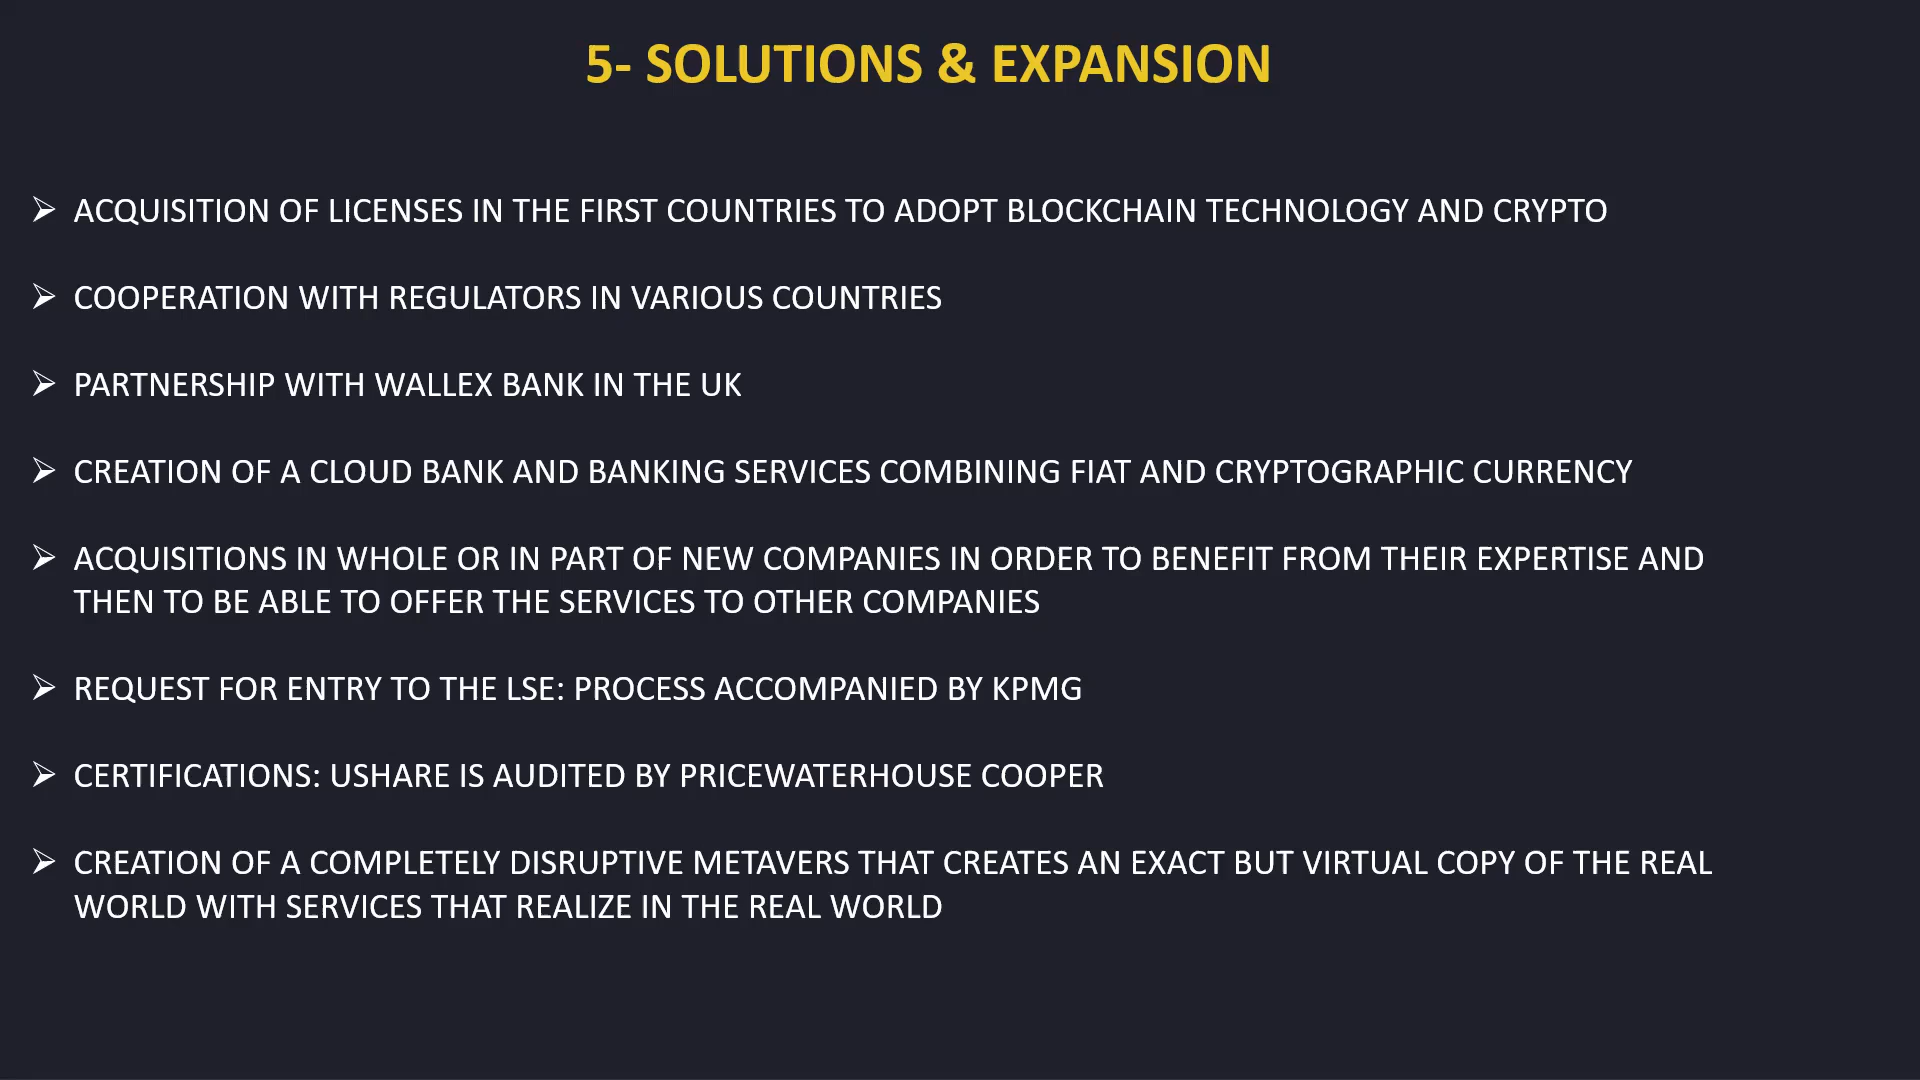 5- SOLUTIONS & EXPANSION
➢ ACQUISITION OF LICENSES IN THE FIRST COUNTRIES TO ADOPT BLOCKCHAIN TECHNOLOGY AND CRYPTO
➢ COOPERATION WITH REGULATORS IN VARIOUS COUNTRIES
➢ PARTNERSHIP WITH WALLEX BANK IN THE UK
➢ CREATION OF A CLOUD BANK AND BANKING SERVICES COMBINING FIAT AND CRYPTOGRAPHIC CURRENCY
➢ ACQUISITIONS IN WHOLE OR IN PART OF NEW COMPANIES IN ORDER TO BENEFIT FROM THEIR EXPERTISE AND
THEN TO BE ABLE TO OFFER THE SERVICES TO OTHER COMPANIES
➢ REQUEST FOR ENTRY TO THE LSE: PROCESS ACCOMPANIED BY KPMG
➢ CERTIFICATIONS: USHARE IS AUDITED BY PRICEWATERHOUSE COOPER
➢ CREATION OF A COMPLETELY DISRUPTIVE METAVERS THAT CREATES AN EXACT BUT VIRTUAL COPY OF THE REAL
WORLD WITH SERVICES THAT REALIZE IN THE REAL WORLD